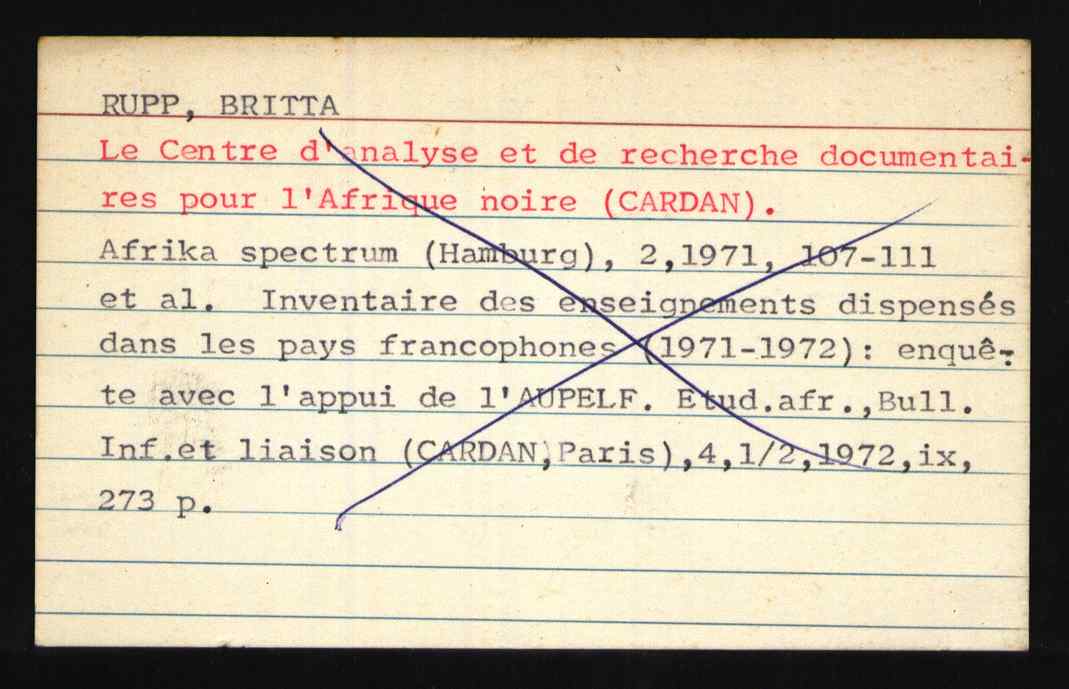 RUPP, BRITTA
Le Centre d'analyse et de recherche documentai-
res pour l'Afrique noire (CARDAN).
Afrika spectrum (Hamburg), 2,1971, 107-111
et al. Inventaire des enseignements dispensés
dans les pays francophones (1971-1972): enquê-
te avec l'appui de l'AUPELF. Etud.afr.,Bull.
Inf.et liaison (CARDAN,Paris),4,1/2,1972,ix,
273 p.